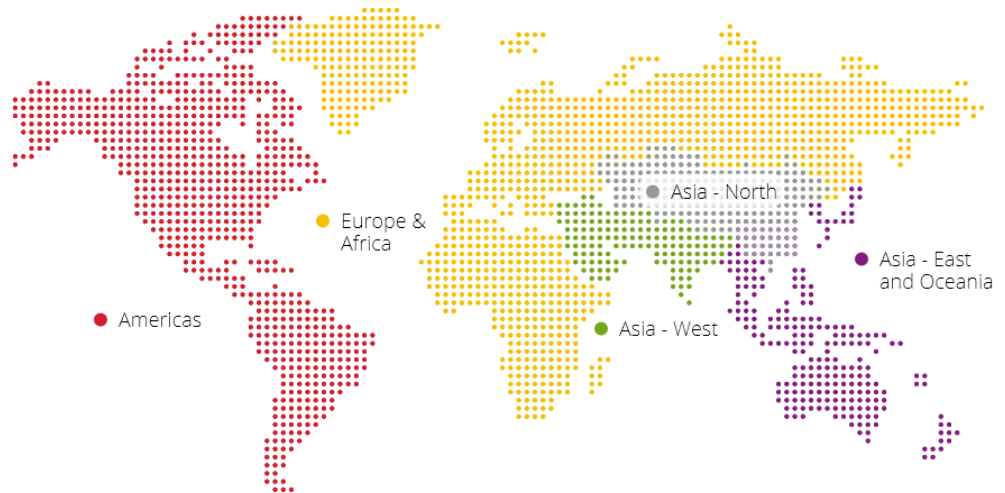 Asia - North
Europe &
Africa
Asia - East
and Oceania
Americas
Asia - West